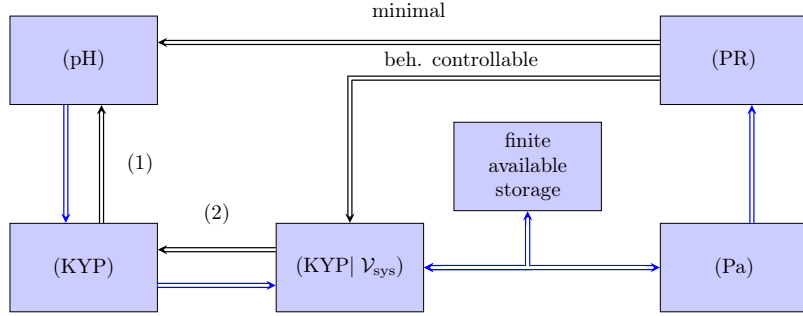 minimal
(pH)
(PR)
beh. controllable
finite
available
storage
(1)
(2)
(KYP)
(KYP| 𝒱sys)
(Pa)